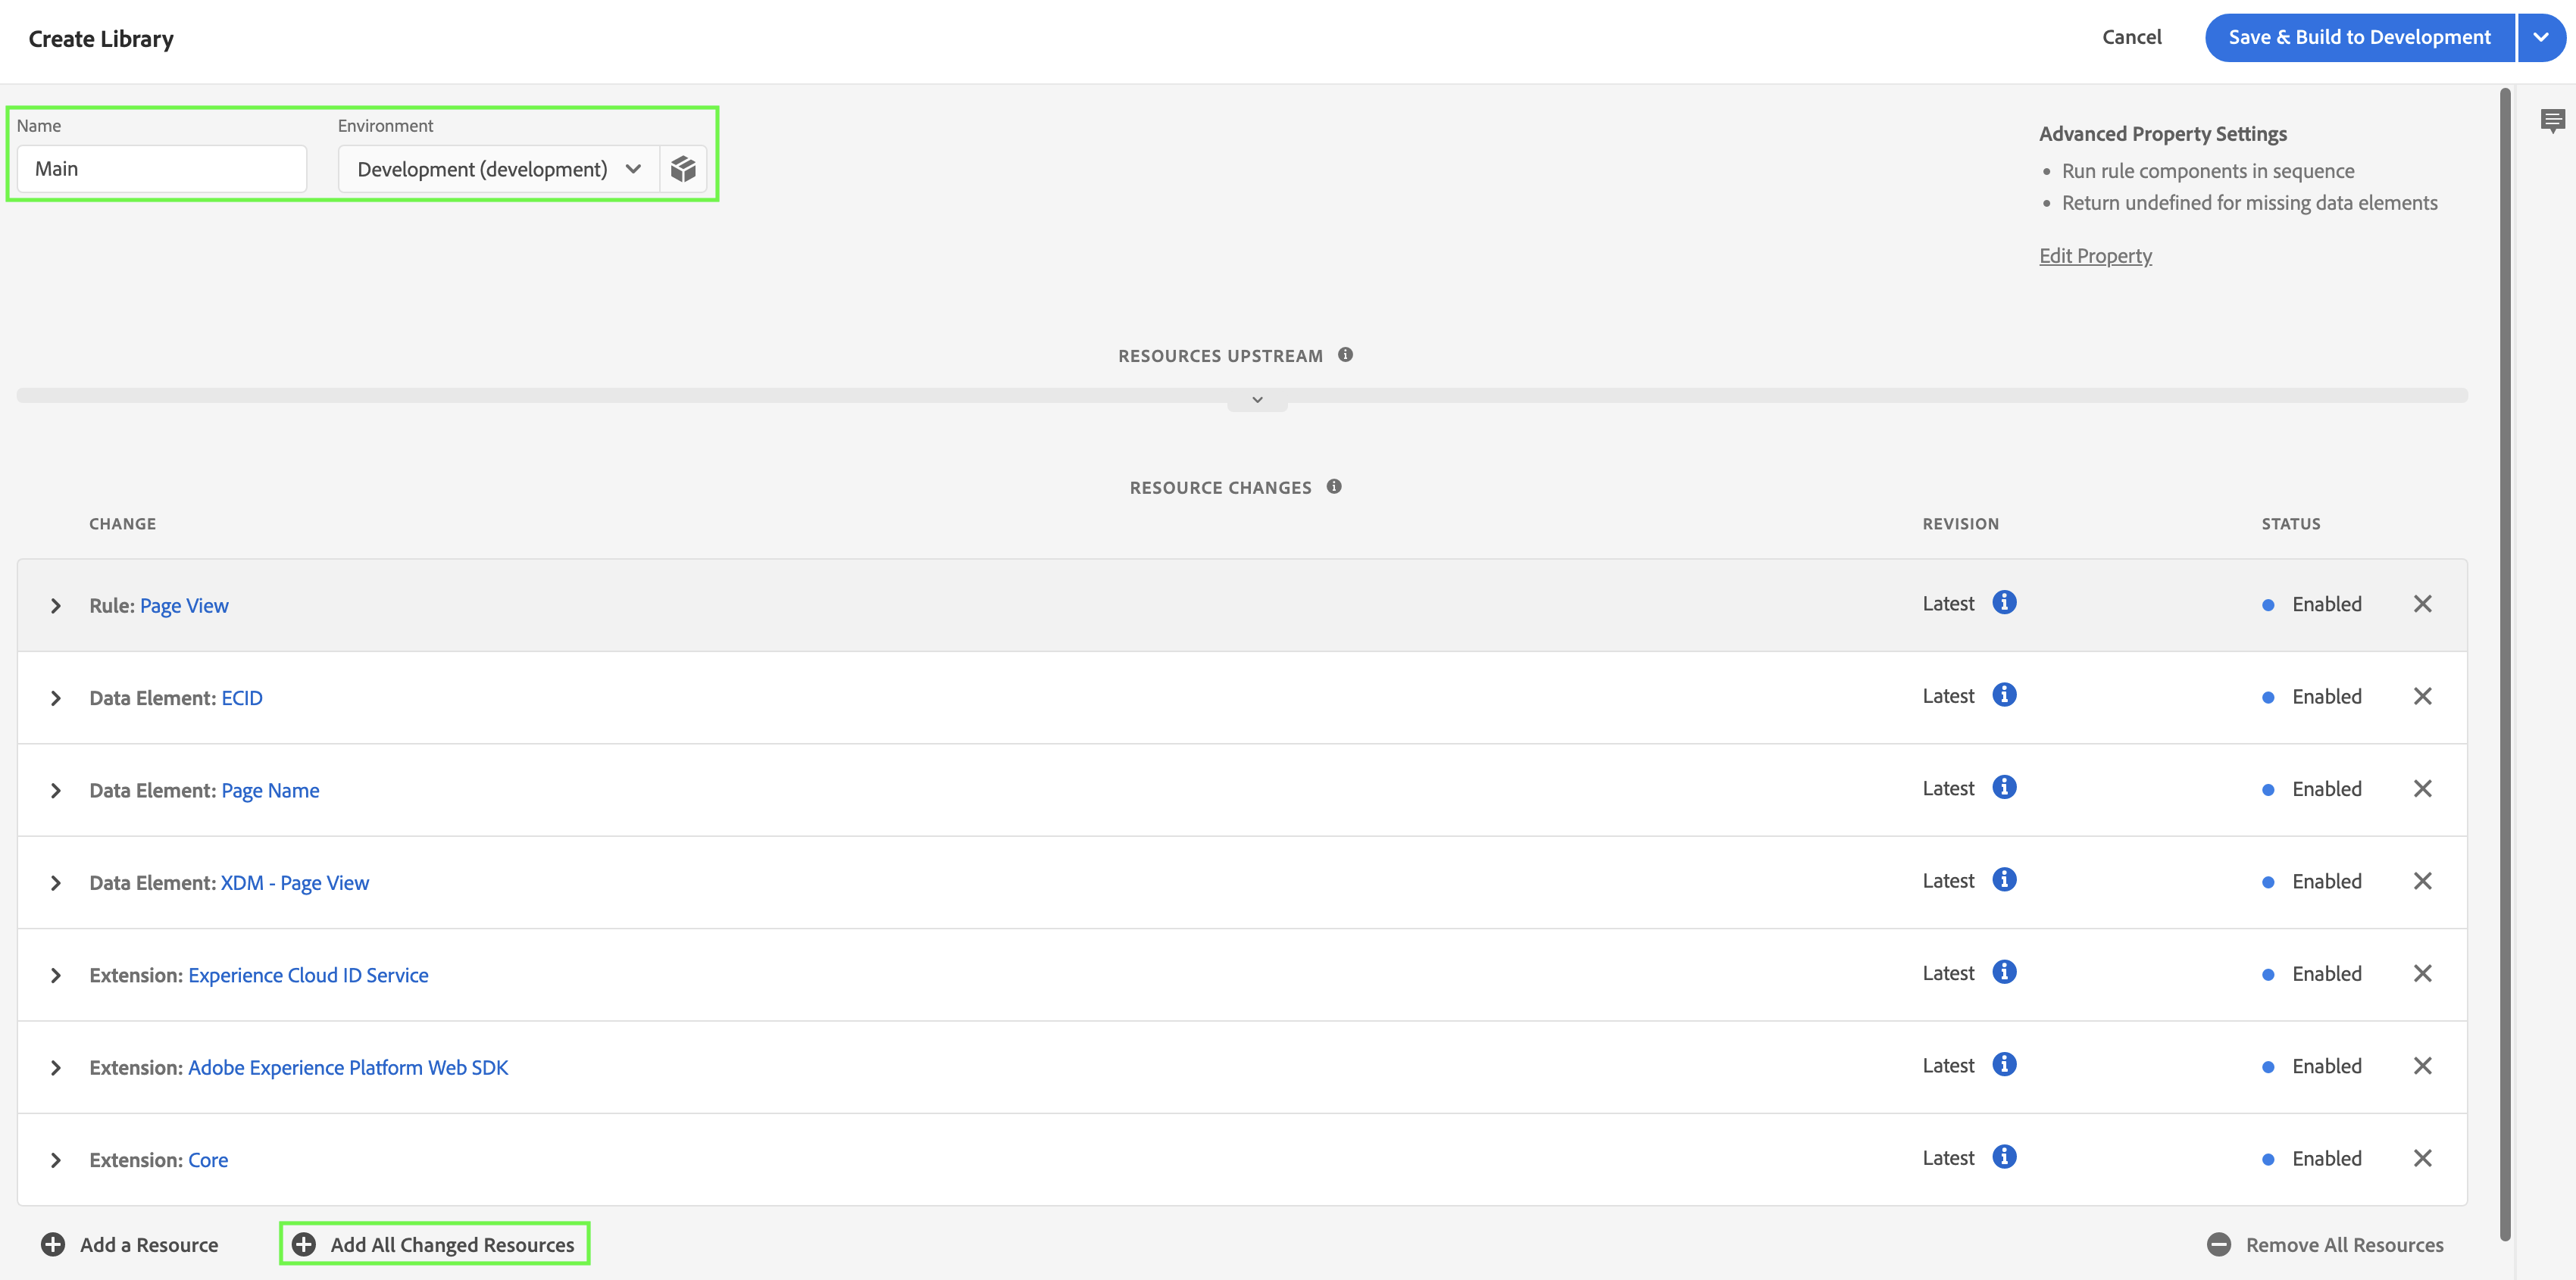 Create Library
Cancel
Save & Build to Development
Name
Environment
Main
Development (development)
Advanced Property Settings
• Run rule components in sequence
• Return undefined for missing data elements
Edit Property
RESOURCES UPSTREAM
RESOURCE CHANGES
CHANGE REVISION STATUS
Rule: Page View Latest Enabled
Data Element: ECID Latest Enabled
Data Element: Page Name Latest Enabled
Data Element: XDM - Page View Latest Enabled
Extension: Experience Cloud ID Service Latest Enabled
Extension: Adobe Experience Platform Web SDK Latest Enabled
Extension: Core Latest Enabled
Add a Resource
Add All Changed Resources
Remove All Resources